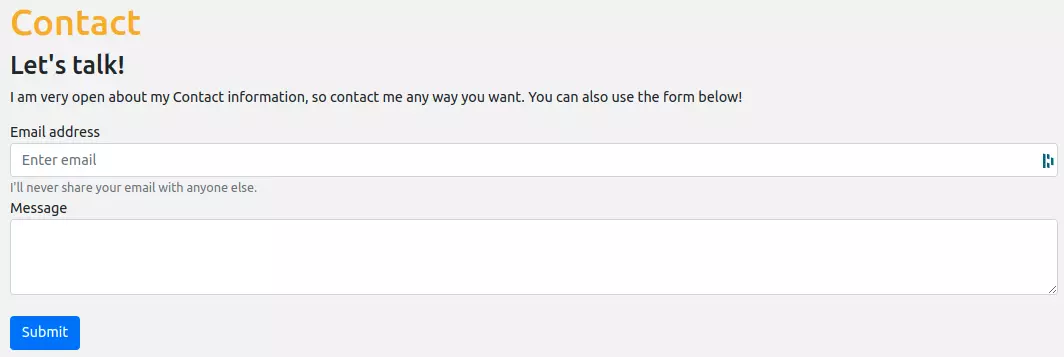 Contact
Let's talk!
I am very open about my Contact information, so contact me any way you want. You can also use the form below!
Email address
Enter email
I'll never share your email with anyone else.
Message
Submit